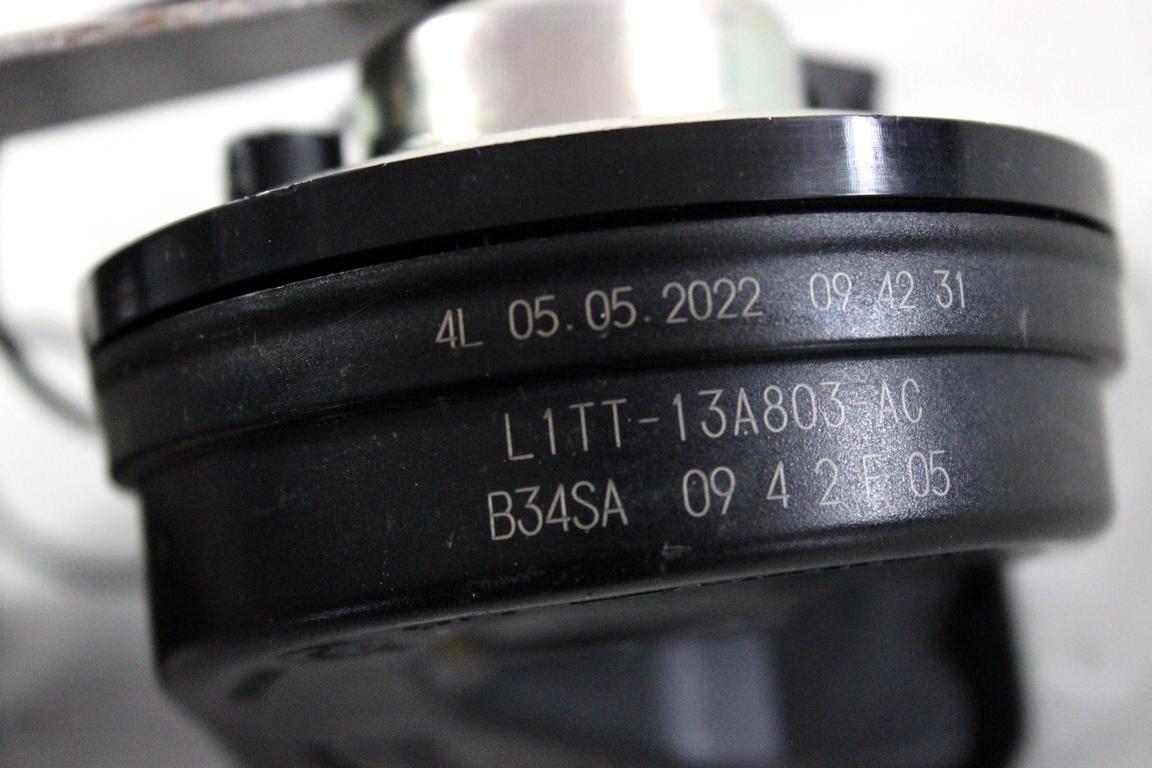 4L 05.05.2022 09 42 31
L1TT-13A803-AC
B34SA 09 4 2 E 05